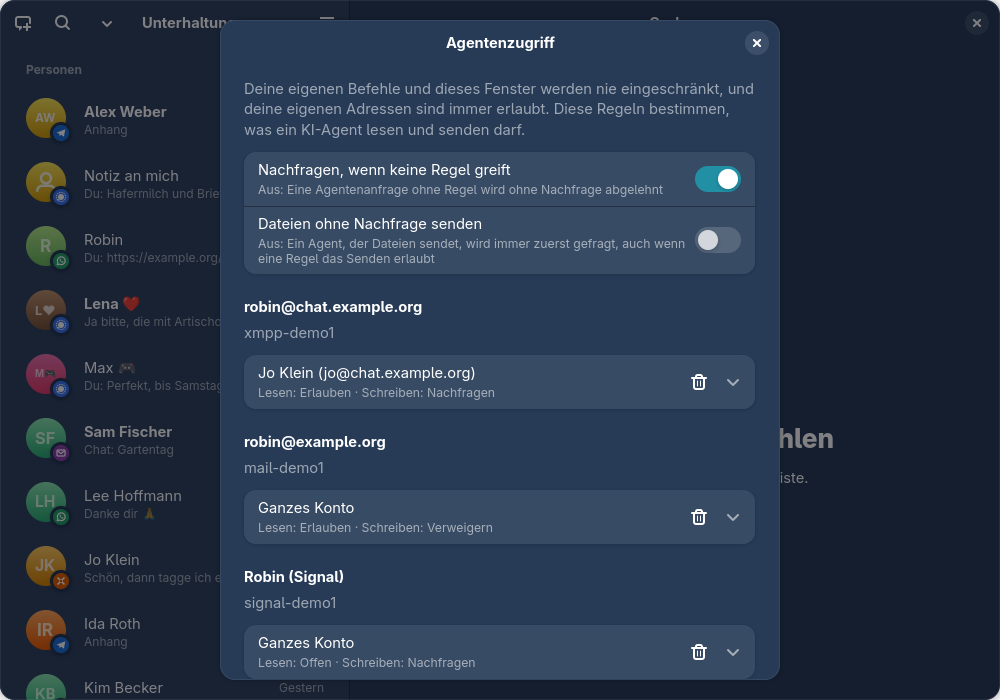 Unterhaltun
Agentenzugriff
Deine eigenen Befehle und dieses Fenster werden nie eingeschränkt, und
deine eigenen Adressen sind immer erlaubt. Diese Regeln bestimmen,
was ein KI-Agent lesen und senden darf.
Nachfragen, wenn keine Regel greift
Aus: Eine Agentenanfrage ohne Regel wird ohne Nachfrage abgelehnt
Dateien ohne Nachfrage senden
Aus: Ein Agent, der Dateien sendet, wird immer zuerst gefragt, auch wenn
eine Regel das Senden erlaubt
robin@chat.example.org
xmpp-demo1
Jo Klein (jo@chat.example.org)
Lesen: Erlauben · Schreiben: Nachfragen
robin@example.org
mail-demo1
Ganzes Konto
Lesen: Erlauben · Schreiben: Verweigern
Robin (Signal)
signal-demo1
Ganzes Konto
Lesen: Offen · Schreiben: Nachfragen
Personen
AW
Alex Weber
Anhang
Notiz an mich
Du: Hafermilch und Brie
R
Robin
Du: https://example.org/
L❤
Lena ❤️
Ja bitte, die mit Artischo
M🎮
Max 🎮
Du: Perfekt, bis Samstag
SF
Sam Fischer
Chat: Gartentag
LH
Lee Hoffmann
Danke dir 🙏
JK
Jo Klein
Schön, dann tagge ich e
IR
Ida Roth
Anhang
KB
Kim Becker
Gestern
hlen
iste.